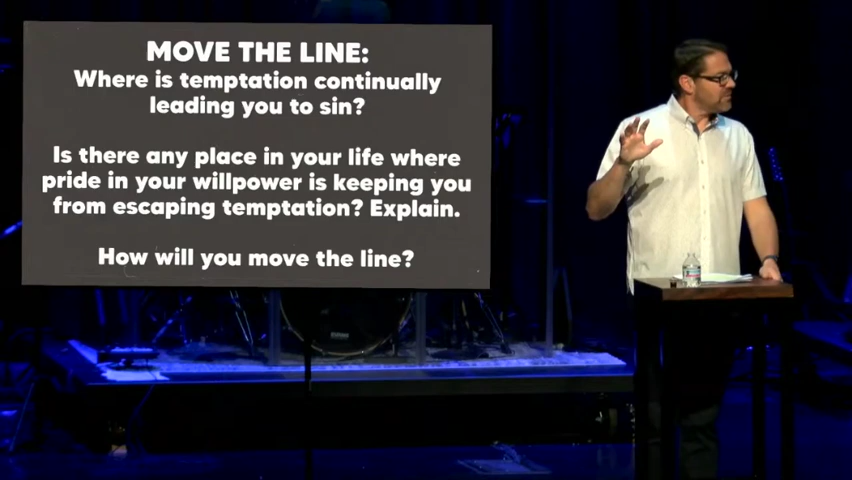 MOVE THE LINE:
Where is temptation continually
leading you to sin?
Is there any place in your life where
pride in your willpower is keeping you
from escaping temptation? Explain.
How will you move the line?